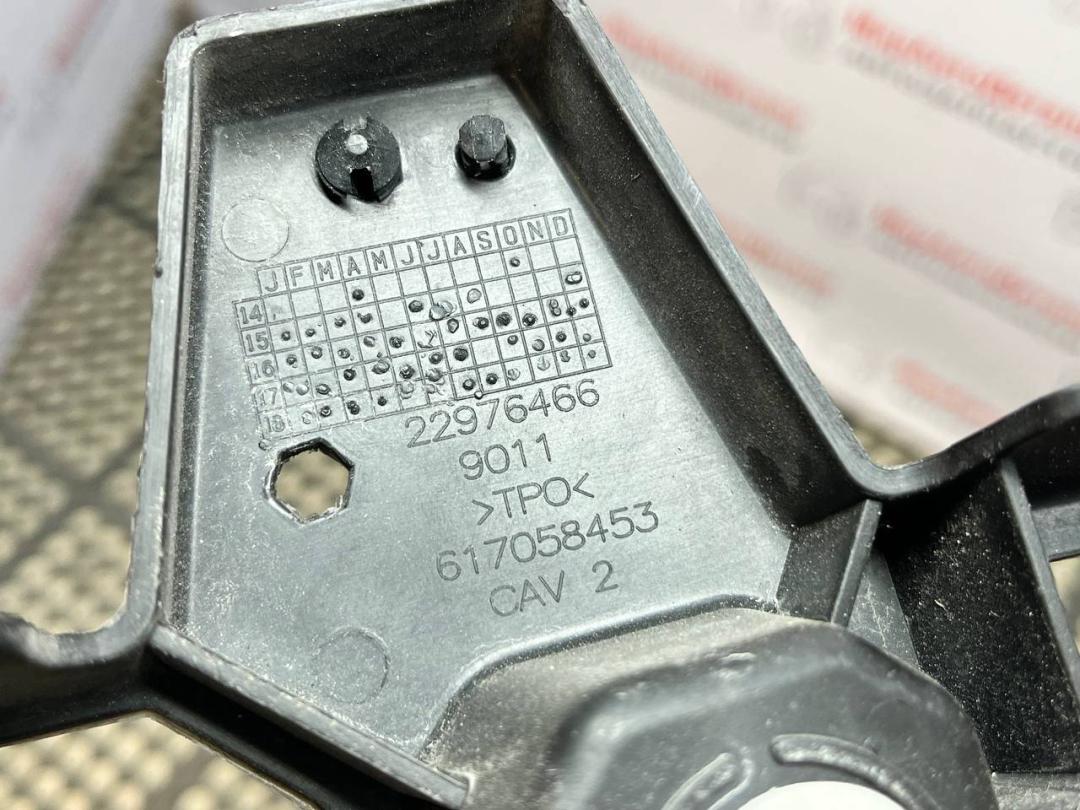 J F M A M J J A S O N D
14
15
16
17
18
22976466
9011
>TPO<
617058453
CAV 2